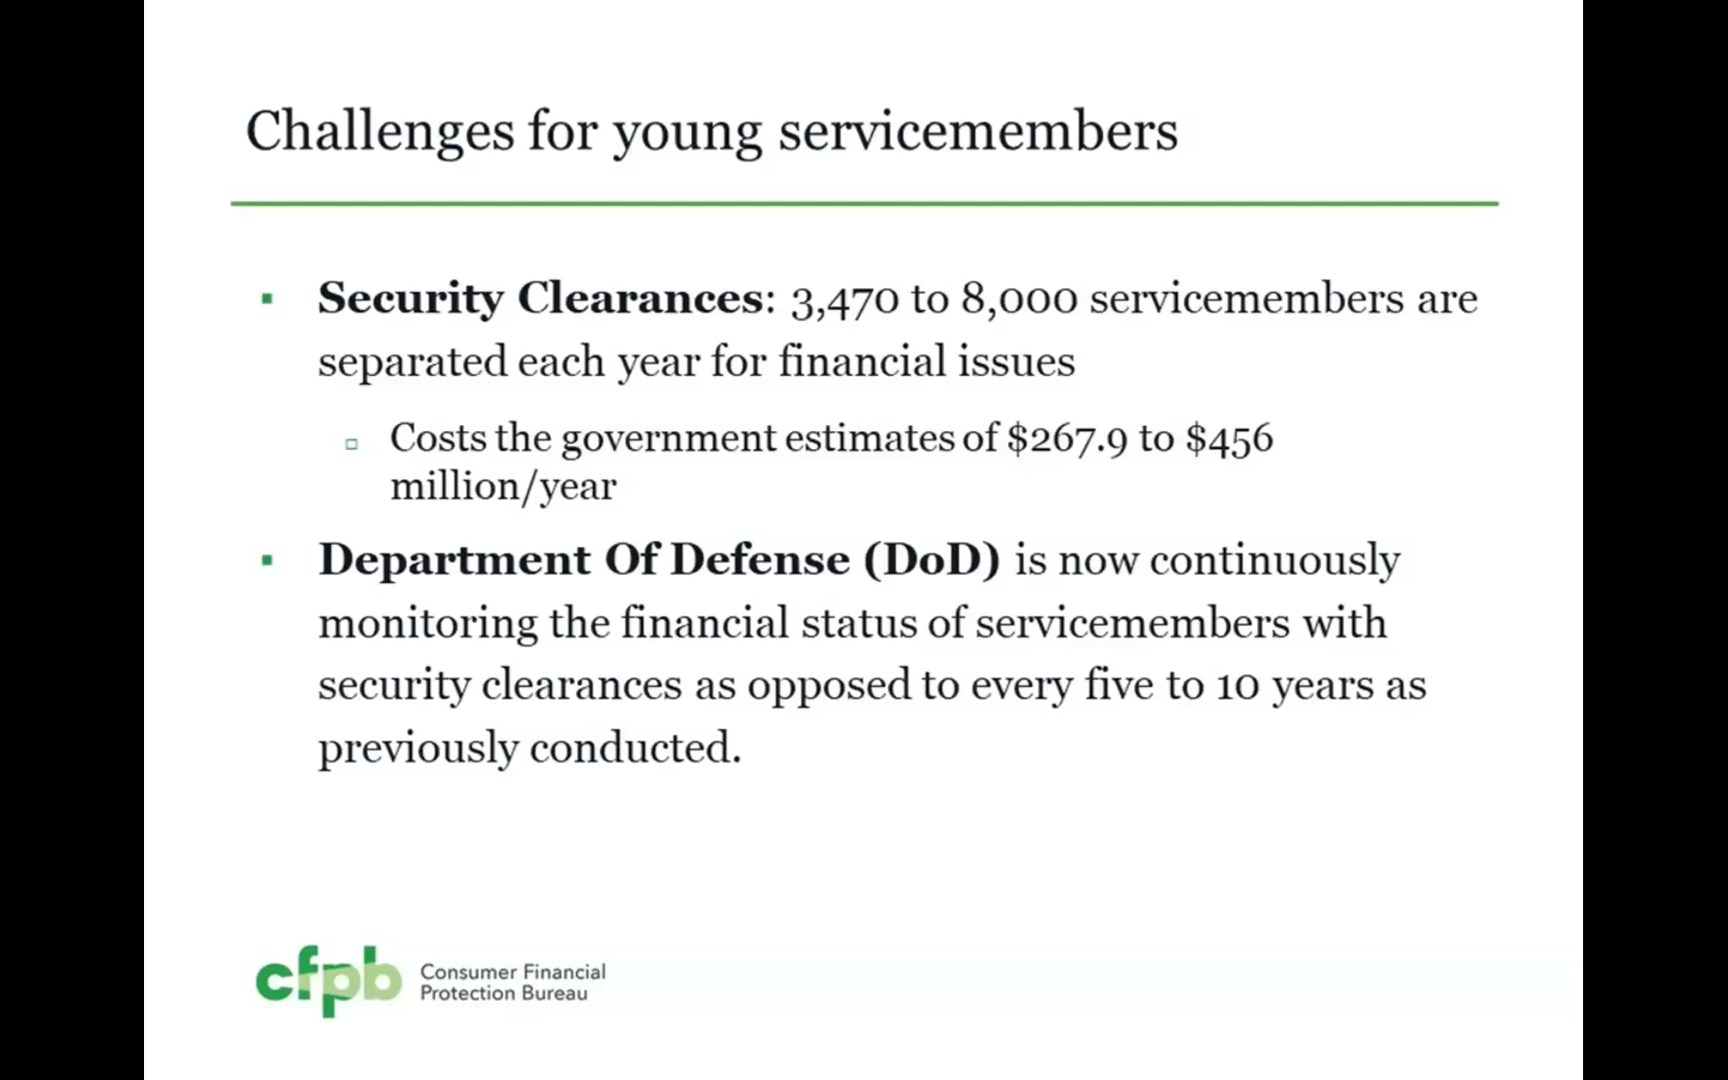 Challenges for young servicemembers
Security Clearances: 3,470 to 8,000 servicemembers are
separated each year for financial issues
Costs the government estimates of $267.9 to $456
million/year
Department Of Defense (DoD) is now continuously
monitoring the financial status of servicemembers with
security clearances as opposed to every five to 10 years as
previously conducted.
cfpb
Consumer Financial
Protection Bureau